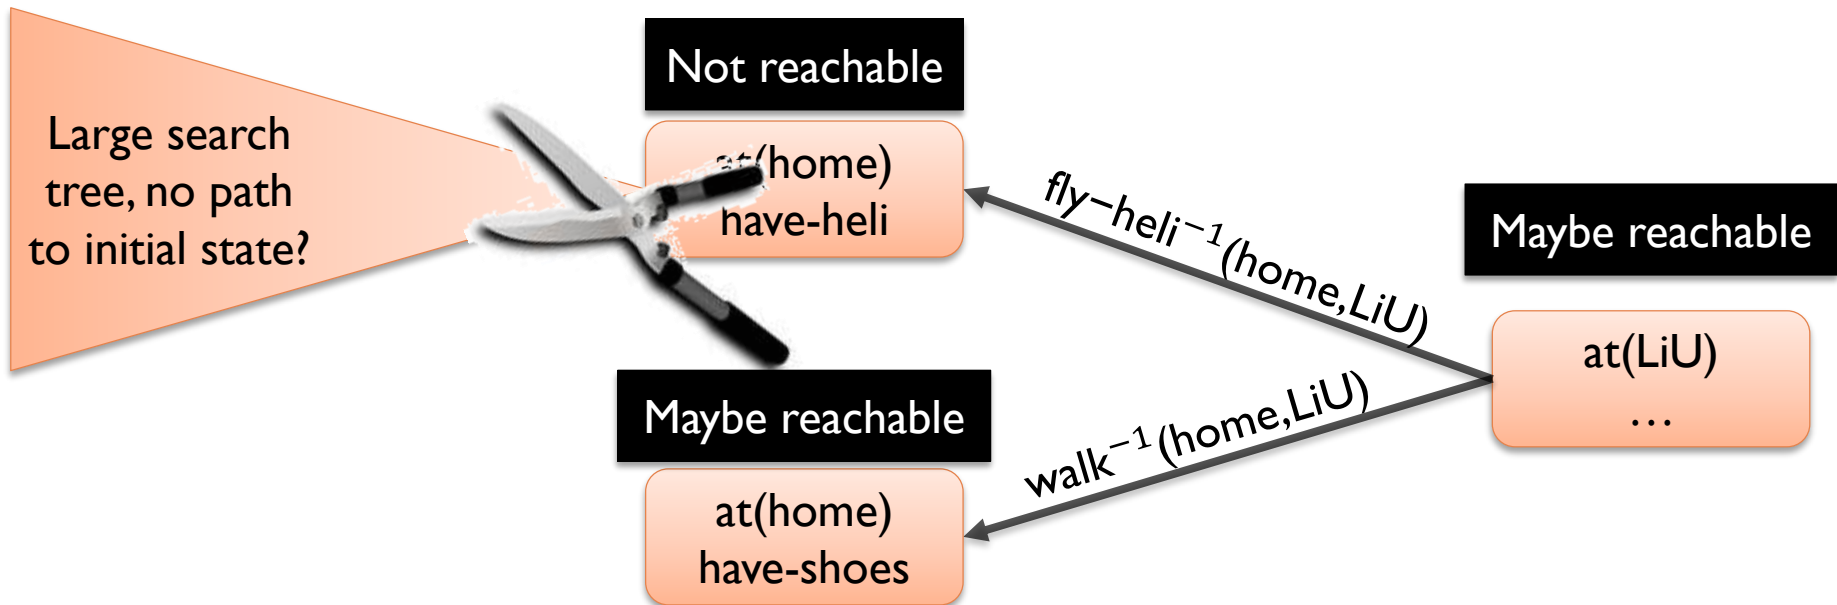 Large search
tree, no path
to initial state?
Not reachable
at(home)
have-heli
Maybe reachable
at(home)
have-shoes
fly−heli⁻¹(home,LiU)
walk⁻¹(home,LiU)
Maybe reachable
at(LiU)
…